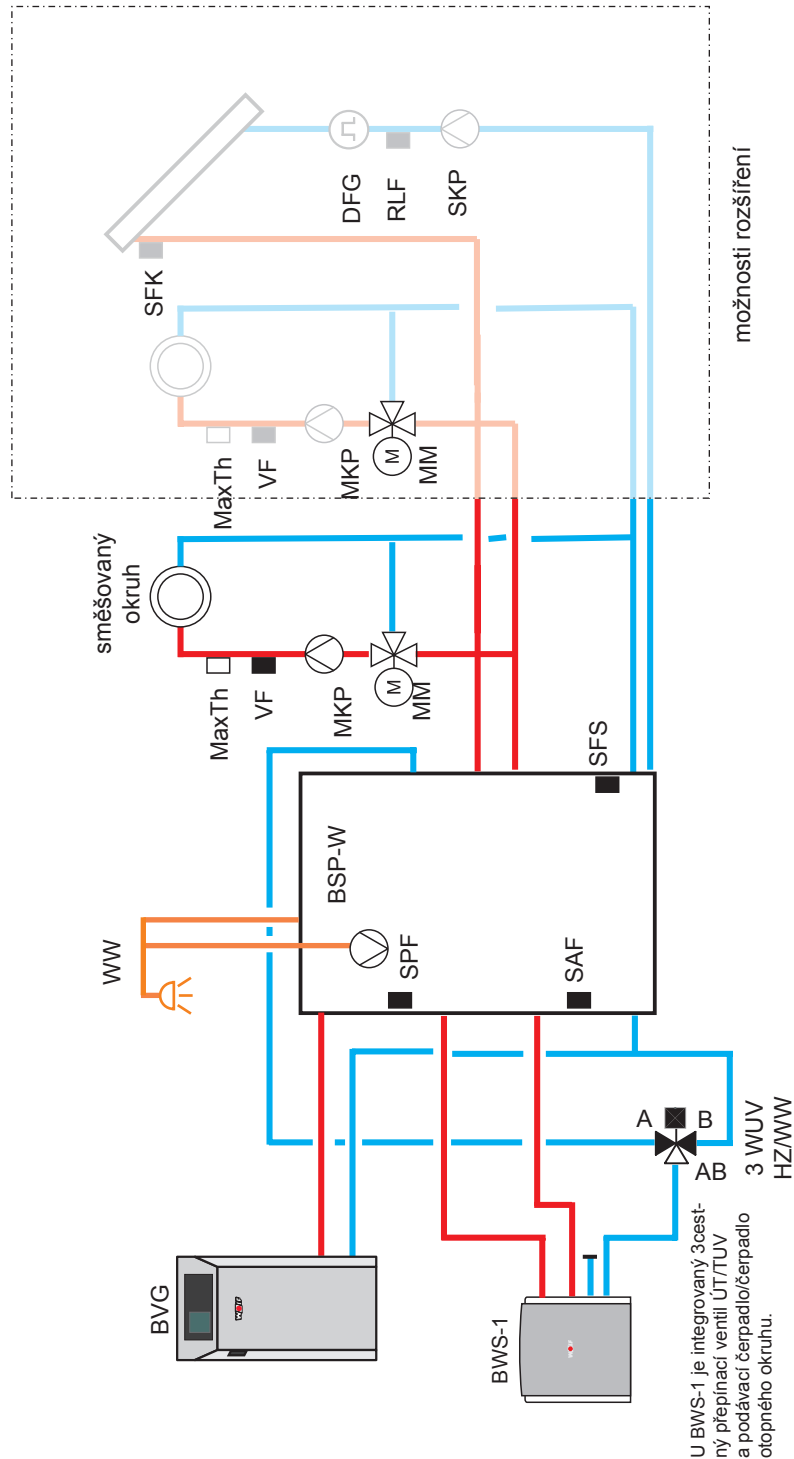 BVG
BWS-1
U BWS-1 je integrovaný 3cest-
ný přepínací ventil ÚT/TUV
a podávací čerpadlo/čerpadlo
otopného okruhu.
A
B
AB
3 WUV
HZ/WW
WW
BSP-W
SPF
SAF
SFS
směšovaný
okruh
MaxTh
VF
MKP
M
MM
MaxTh
VF
MKP
M
MM
SFK
DFG
RLF
SKP
možnosti rozšíření